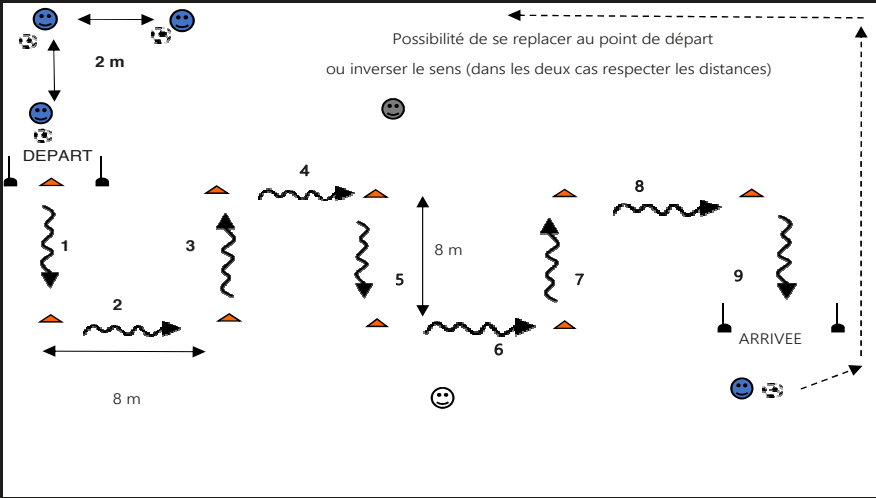 Possibilité de se replacer au point de départ
ou inverser le sens (dans les deux cas respecter les distances)
2 m
DEPART
1
2
3
4
5
8 m
6
7
8
9
ARRIVEE
8 m